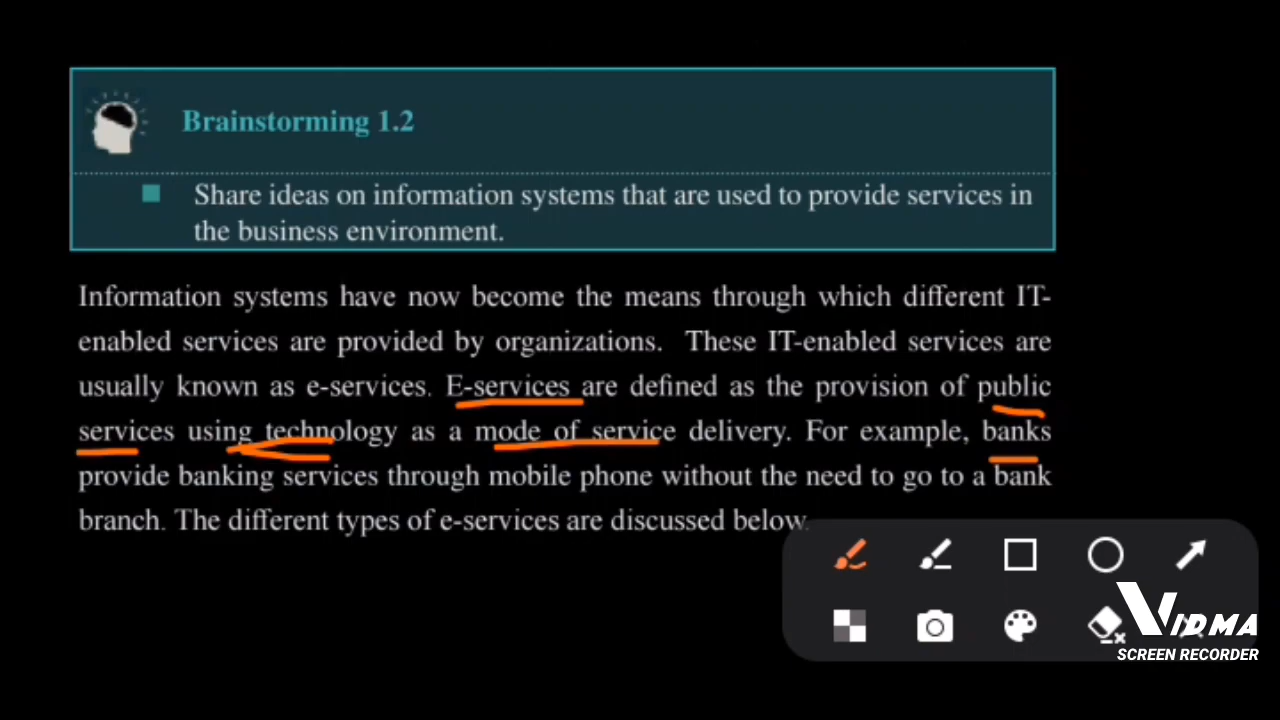 Brainstorming 1.2
Share ideas on information systems that are used to provide services in
the business environment.
Information systems have now become the means through which different IT-
enabled services are provided by organizations. These IT-enabled services are
usually known as e-services. E-services are defined as the provision of public
services using technology as a mode of service delivery. For example, banks
provide banking services through mobile phone without the need to go to a bank
branch. The different types of e-services are discussed below.
VIDMA
SCREEN RECORDER